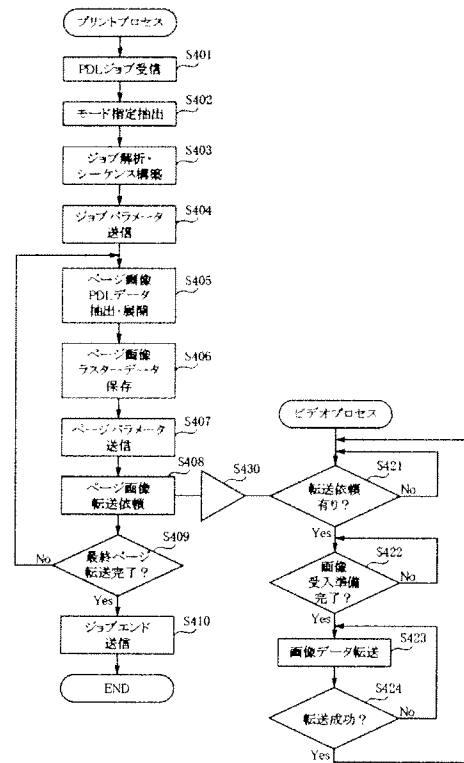 プリントプロセス
S401
PDLジョブ受信
S402
モード指定抽出
S403
ジョブ解析・
シーケンス構築
S404
ジョブパラメータ
送信
S405
ページ画像
PDLデータ
抽出・展開
S406
ページ画像
ラスターデータ
保存
S407
ページパラメータ
送信
S408
ページ画像
転送依頼
S409
最終ページ
転送完了?
No
Yes
S410
ジョブエンド
送信
END
S430
ビデオプロセス
S421
転送依頼
有り?
No
Yes
S422
画像
受入準備
完了?
No
Yes
S423
画像データ転送
S424
転送成功?
No
Yes